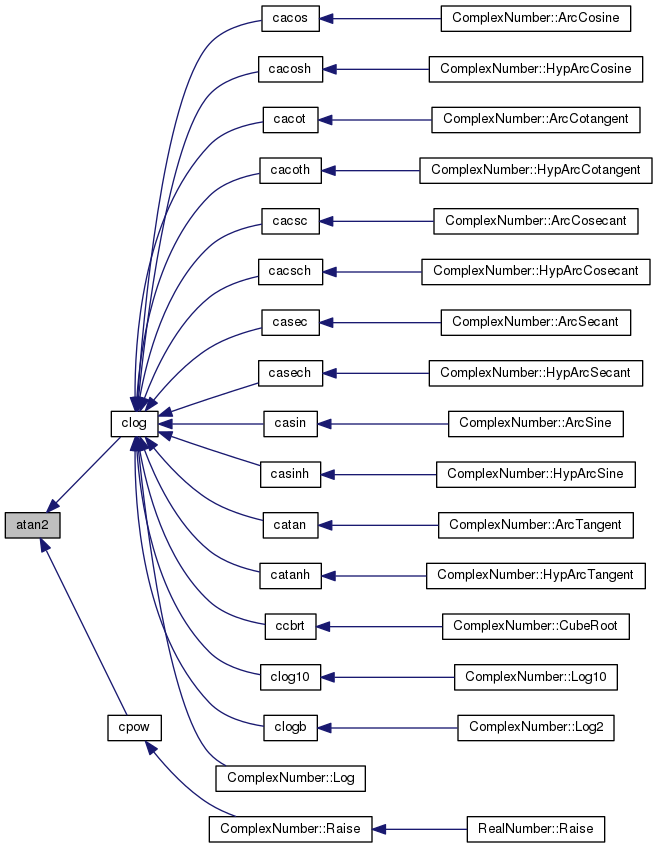 cacos
ComplexNumber::ArcCosine
cacosh
ComplexNumber::HypArcCosine
cacot
ComplexNumber::ArcCotangent
cacoth
ComplexNumber::HypArcCotangent
cacsc
ComplexNumber::ArcCosecant
cacsch
ComplexNumber::HypArcCosecant
casec
ComplexNumber::ArcSecant
casech
ComplexNumber::HypArcSecant
clog
casin
ComplexNumber::ArcSine
casinh
ComplexNumber::HypArcSine
atan2
catan
ComplexNumber::ArcTangent
catanh
ComplexNumber::HypArcTangent
ccbrt
ComplexNumber::CubeRoot
clog10
ComplexNumber::Log10
cpow
clogb
ComplexNumber::Log2
ComplexNumber::Log
ComplexNumber::Raise
RealNumber::Raise